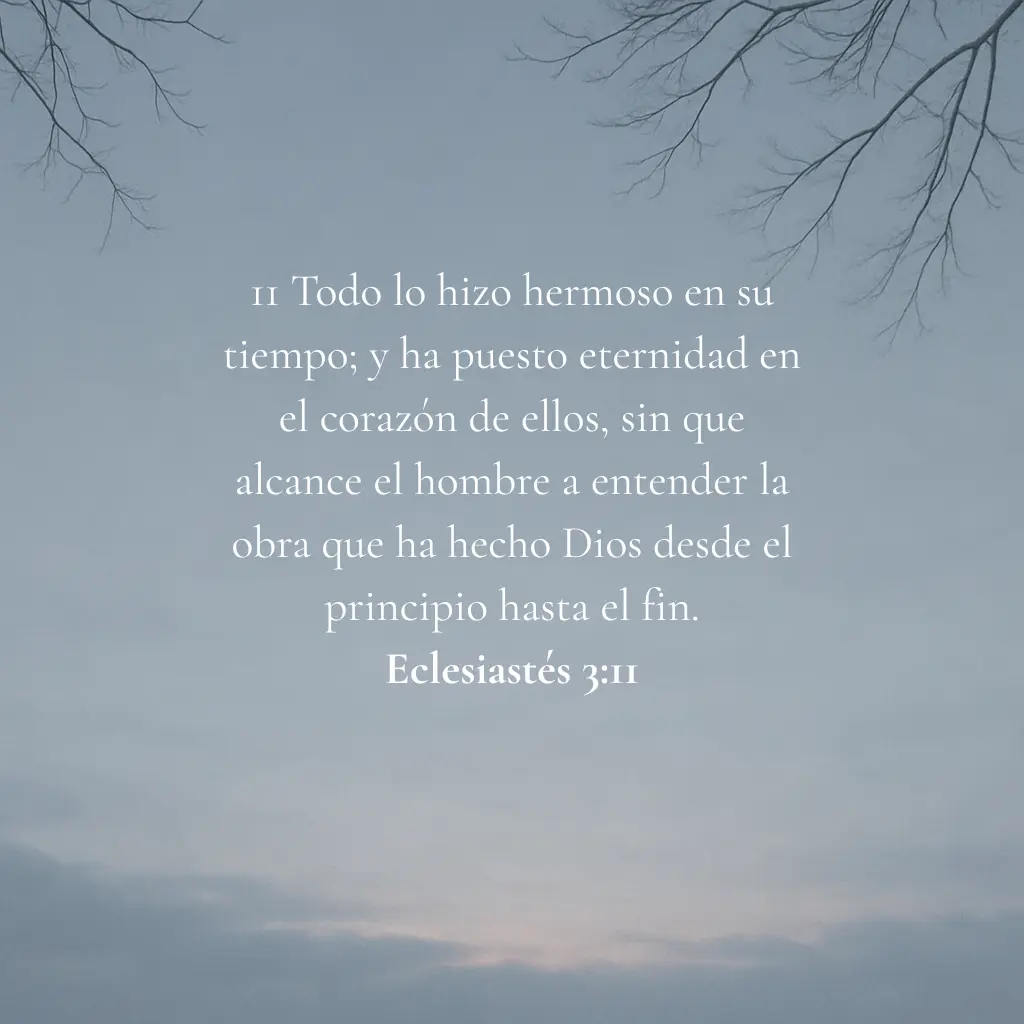 11 Todo lo hizo hermoso en su
tiempo; y ha puesto eternidad en
el corazón de ellos, sin que
alcance el hombre a entender la
obra que ha hecho Dios desde el
principio hasta el fin.
Eclesiastés 3:11